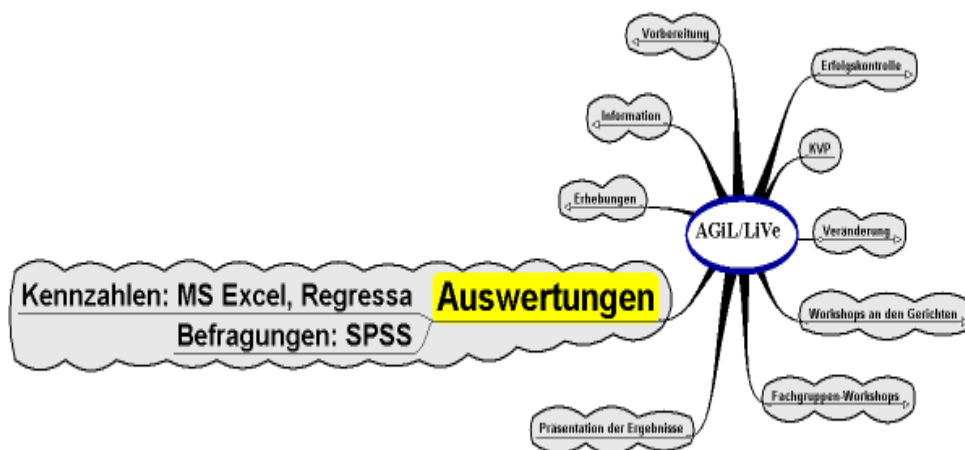 Vorbereitung
Erfolgskontrolle
Information
KVP
Erhebungen
AGiL/LiVe
Veränderung
Kennzahlen: MS Excel, Regressa
Auswertungen
Befragungen: SPSS
Workshops an den Gerichten
Fachgruppen-Workshops
Präsentation der Ergebnisse